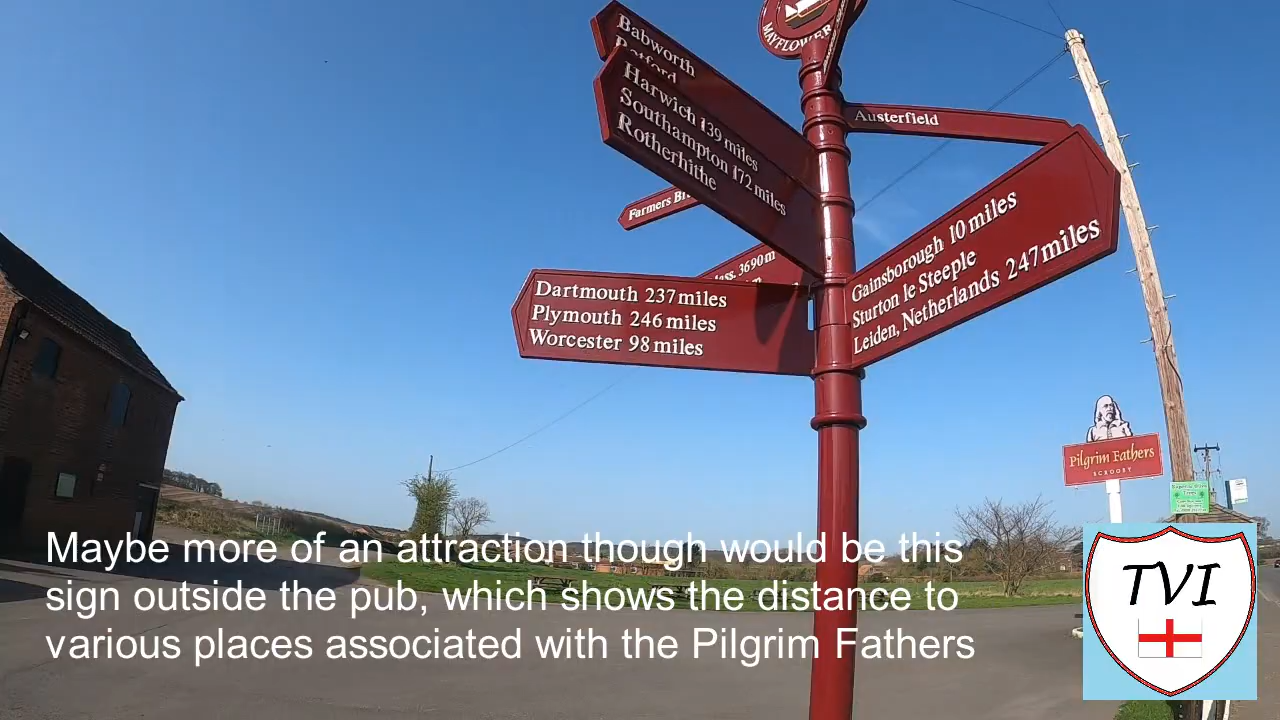 MAYFLOWER
Babworth
Retford
Harwich 139 miles
Southampton 172 miles
Rotherhithe
Austerfield
Farmers
3690
Gainsborough 10 miles
Sturton le Steeple
Leiden, Netherlands 247 miles
Dartmouth 237 miles
Plymouth 246 miles
Worcester 98 miles
Pilgrim Fathers
SCROOBY
Maybe more of an attraction though would be this
sign outside the pub, which shows the distance to
various places associated with the Pilgrim Fathers
TVI